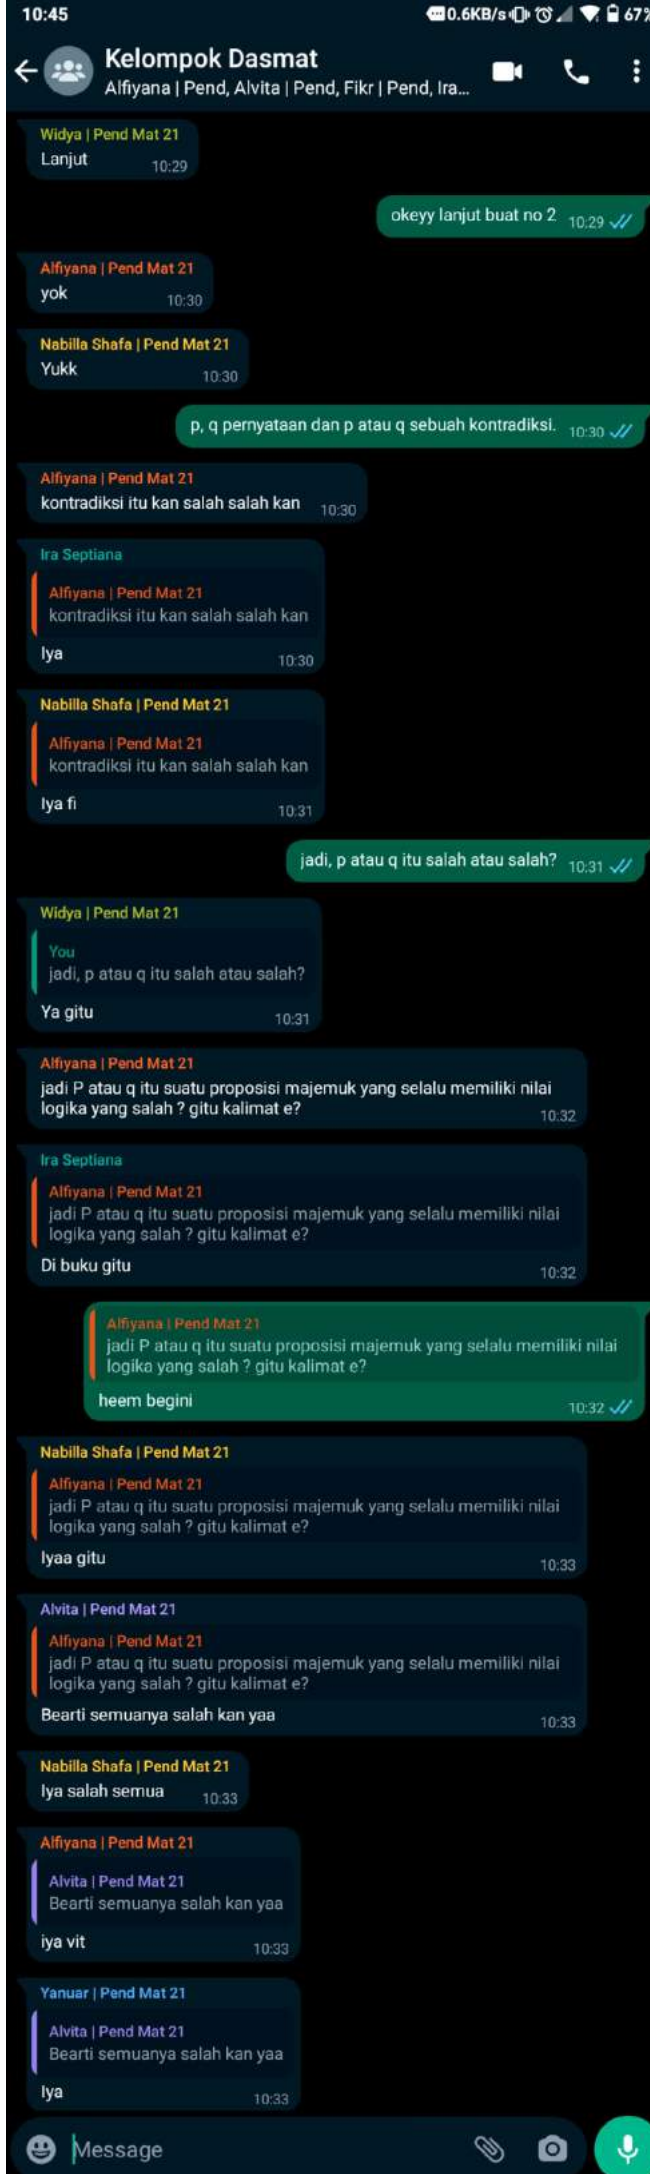 10:45
0.6KB/s 67%
Kelompok Dasmat
Alfiyana | Pend, Alvita | Pend, Fikr | Pend, Ira...
Widya | Pend Mat 21
Lanjut 10:29
okeyy lanjut buat no 2 10:29
Alfiyana | Pend Mat 21
yok 10:30
Nabilla Shafa | Pend Mat 21
Yukk 10:30
p, q pernyataan dan p atau q sebuah kontradiksi. 10:30
Alfiyana | Pend Mat 21
kontradiksi itu kan salah salah kan 10:30
Ira Septiana
Alfiyana | Pend Mat 21
kontradiksi itu kan salah salah kan
Iya 10:30
Nabilla Shafa | Pend Mat 21
Alfiyana | Pend Mat 21
kontradiksi itu kan salah salah kan
Iya fi 10:31
jadi, p atau q itu salah atau salah? 10:31
Widya | Pend Mat 21
You
jadi, p atau q itu salah atau salah?
Ya gitu 10:31
Alfiyana | Pend Mat 21
jadi P atau q itu suatu proposisi majemuk yang selalu memiliki nilai
logika yang salah ? gitu kalimat e? 10:32
Ira Septiana
Alfiyana | Pend Mat 21
jadi P atau q itu suatu proposisi majemuk yang selalu memiliki nilai
logika yang salah ? gitu kalimat e?
Di buku gitu 10:32
Alfiyana | Pend Mat 21
jadi P atau q itu suatu proposisi majemuk yang selalu memiliki nilai
logika yang salah ? gitu kalimat e?
heem begini 10:32
Nabilla Shafa | Pend Mat 21
Alfiyana | Pend Mat 21
jadi P atau q itu suatu proposisi majemuk yang selalu memiliki nilai
logika yang salah ? gitu kalimat e?
Iyaa gitu 10:33
Alvita | Pend Mat 21
Alfiyana | Pend Mat 21
jadi P atau q itu suatu proposisi majemuk yang selalu memiliki nilai
logika yang salah ? gitu kalimat e?
Bearti semuanya salah kan yaa 10:33
Nabilla Shafa | Pend Mat 21
Iya salah semua 10:33
Alfiyana | Pend Mat 21
Alvita | Pend Mat 21
Bearti semuanya salah kan yaa
iya vit 10:33
Yanuar | Pend Mat 21
Alvita | Pend Mat 21
Bearti semuanya salah kan yaa
Iya 10:33
Message